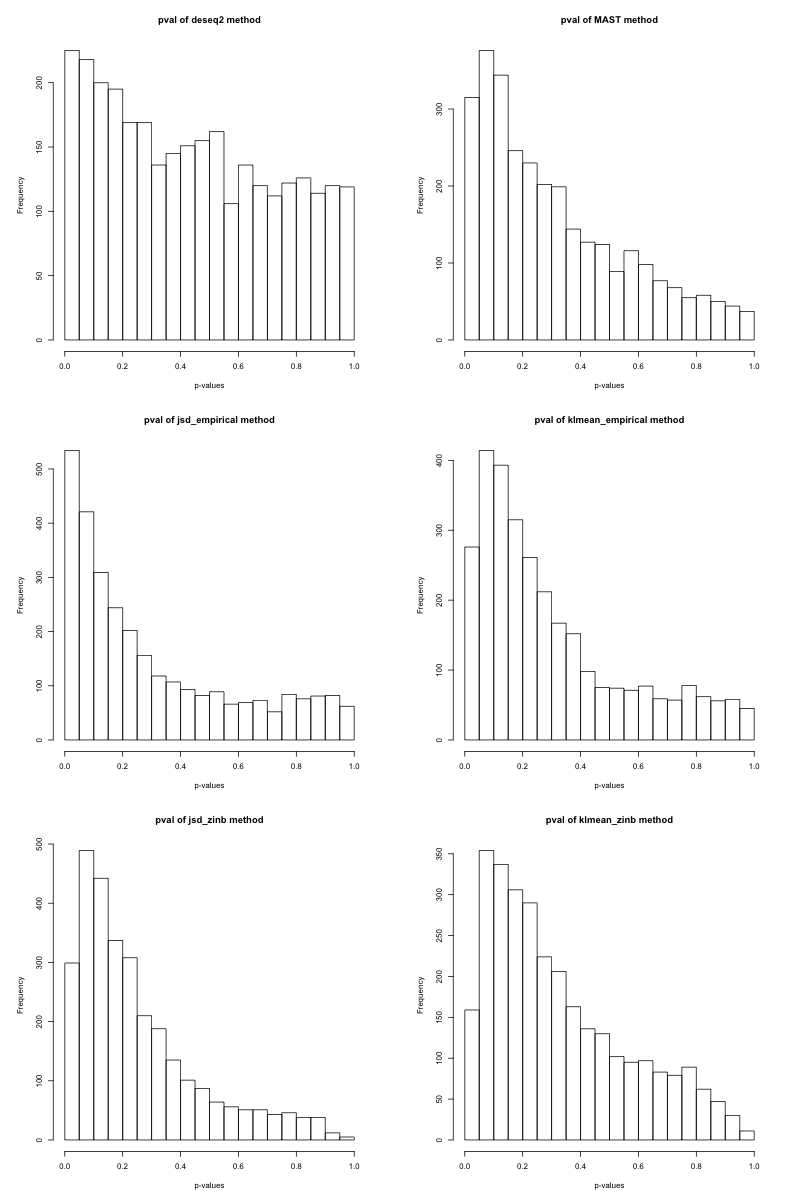 pval of deseq2 method
Frequency
0 50 100 150 200
0.0 0.2 0.4 0.6 0.8 1.0
p-values
pval of MAST method
Frequency
0 100 200 300
0.0 0.2 0.4 0.6 0.8 1.0
p-values
pval of jsd_empirical method
Frequency
0 100 200 300 400 500
0.0 0.2 0.4 0.6 0.8 1.0
p-values
pval of klmean_empirical method
Frequency
0 100 200 300 400
0.0 0.2 0.4 0.6 0.8 1.0
p-values
pval of jsd_zinb method
Frequency
0 100 200 300 400 500
0.0 0.2 0.4 0.6 0.8 1.0
p-values
pval of klmean_zinb method
Frequency
0 50 100 150 200 250 300 350
0.0 0.2 0.4 0.6 0.8 1.0
p-values